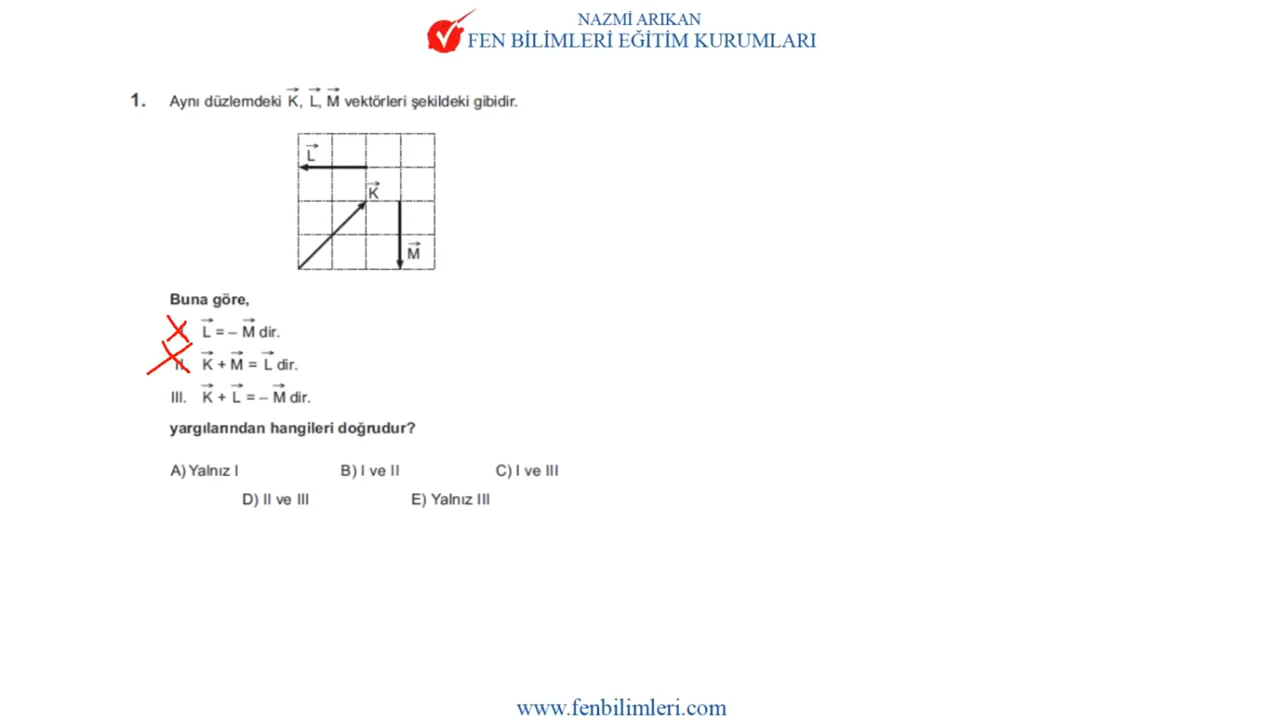 NAZMİ ARIKAN
FEN BİLİMLERİ EĞİTİM KURUMLARI
1. Aynı düzlemdeki K, L, M vektörleri şekildeki gibidir.
L
K
M
Buna göre,
I. L = – M dir.
II. K + M = L dir.
III. K + L = – M dir.
yargılarından hangileri doğrudur?
A) Yalnız I B) I ve II C) I ve III
D) II ve III E) Yalnız III
www.fenbilimleri.com